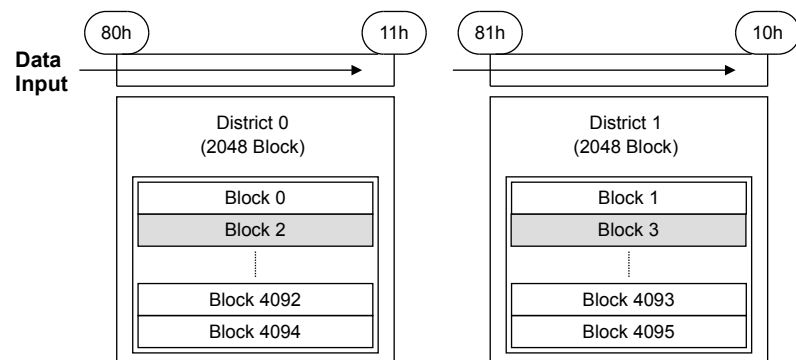 80h 11h 81h 10h
Data
Input
District 0
(2048 Block)
Block 0
Block 2
Block 4092
Block 4094
District 1
(2048 Block)
Block 1
Block 3
Block 4093
Block 4095